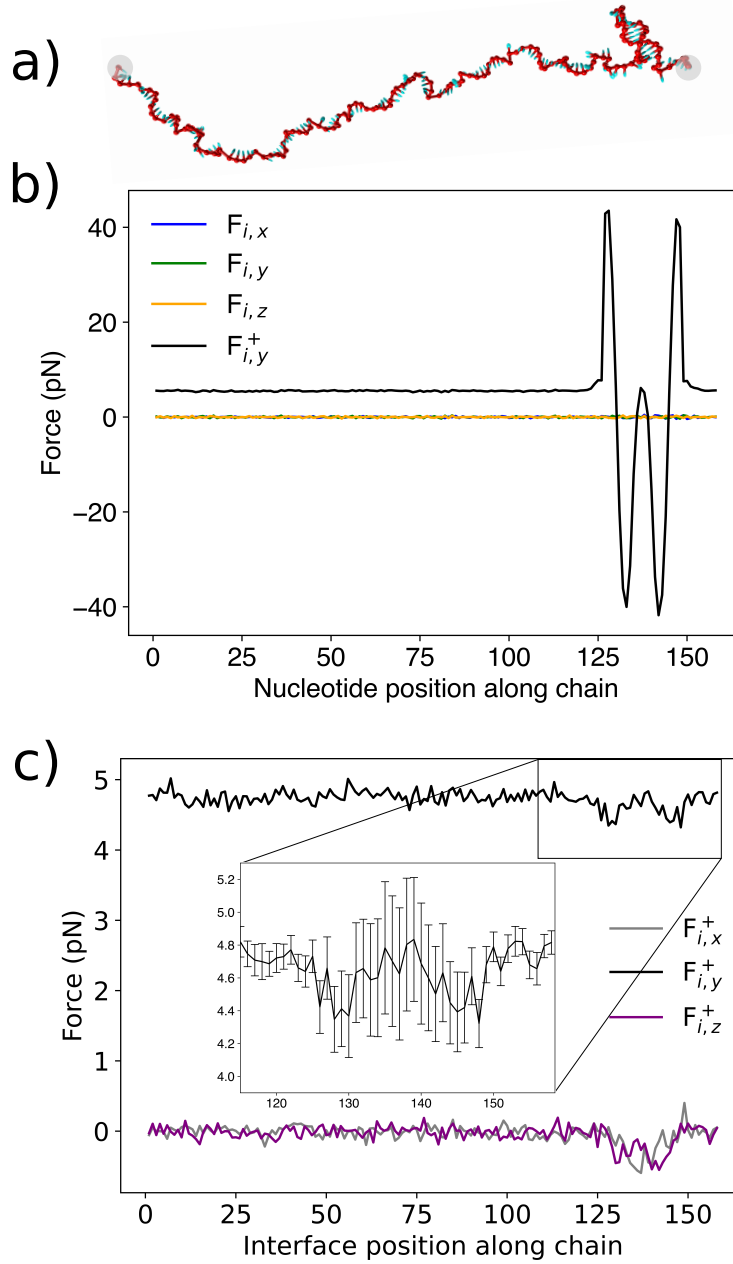 a)
b)
40
20
0
−20
−40
Force (pN)
F_{i,x}
F_{i,y}
F_{i,z}
F^+_{i,y}
0 25 50 75 100 125 150
Nucleotide position along chain
c)
5
4
3
2
1
0
Force (pN)
5.2
5.0
4.8
4.6
4.4
4.2
4.0
120 130 140 150
F^+_{i,x}
F^+_{i,y}
F^+_{i,z}
0 25 50 75 100 125 150
Interface position along chain